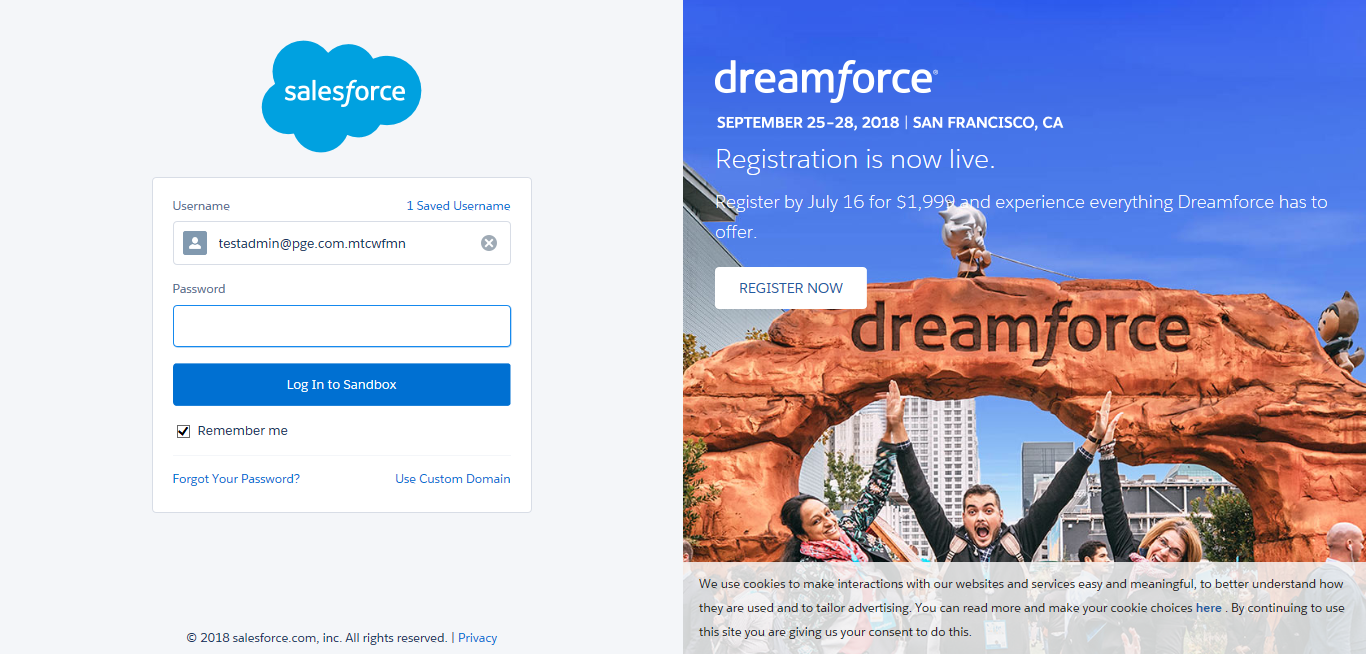 salesforce
Username
1 Saved Username
testadmin@pge.com.mtcwfmn
Password
Log In to Sandbox
Remember me
Forgot Your Password?
Use Custom Domain
© 2018 salesforce.com, inc. All rights reserved. | Privacy
dreamforce
SEPTEMBER 25–28, 2018 | SAN FRANCISCO, CA
Registration is now live.
Register by July 16 for $1,999 and experience everything Dreamforce has to
offer.
REGISTER NOW
dreamforce
We use cookies to make interactions with our websites and services easy and meaningful, to better understand how
they are used and to tailor advertising. You can read more and make your cookie choices here . By continuing to use
this site you are giving us your consent to do this.